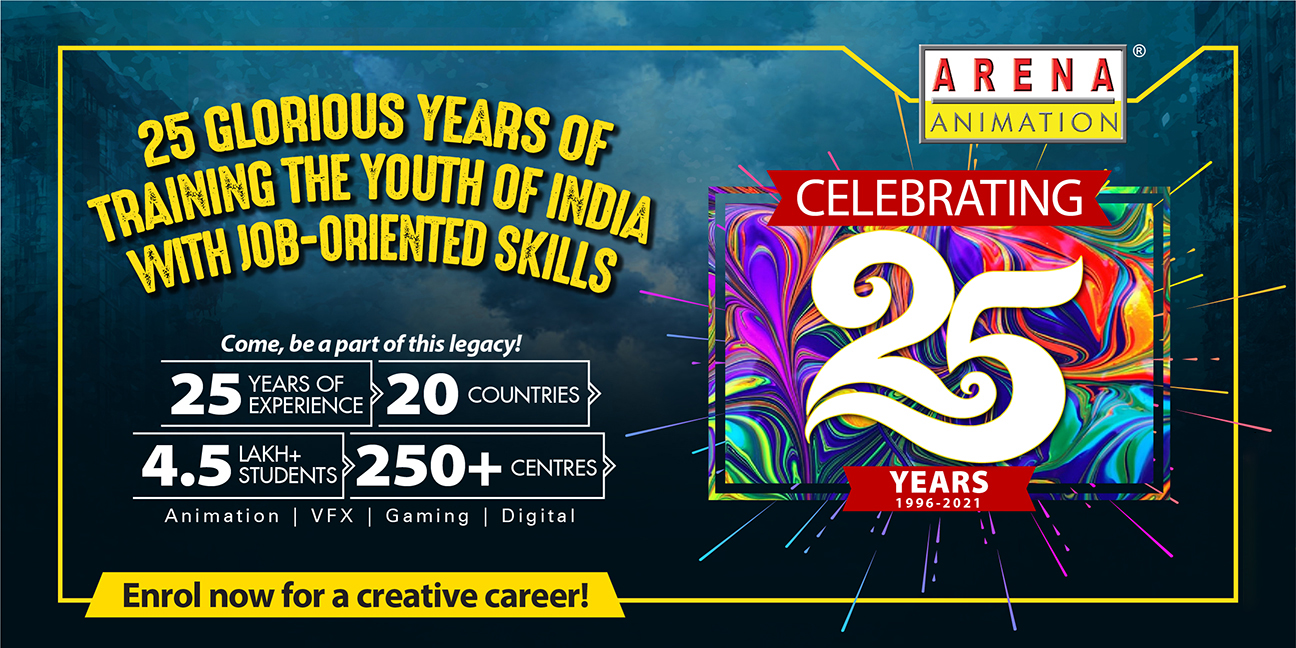 ARENA ®
ANIMATION
25 GLORIOUS YEARS OF
TRAINING THE YOUTH OF INDIA
WITH JOB-ORIENTED SKILLS
Come, be a part of this legacy!
25 YEARS OF EXPERIENCE
20 COUNTRIES
4.5 LAKH+ STUDENTS
250+ CENTRES
Animation | VFX | Gaming | Digital
Enrol now for a creative career!
CELEBRATING
25
YEARS
1996-2021